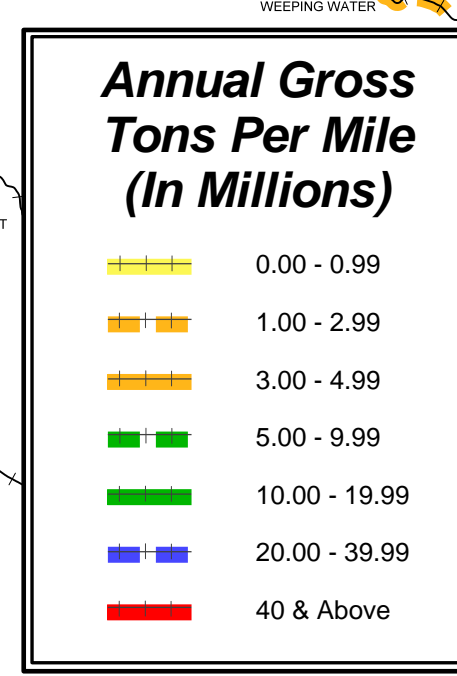 WEEPING WATER
Annual Gross
Tons Per Mile
(In Millions)
T
0.00 - 0.99
1.00 - 2.99
3.00 - 4.99
5.00 - 9.99
10.00 - 19.99
20.00 - 39.99
40 & Above